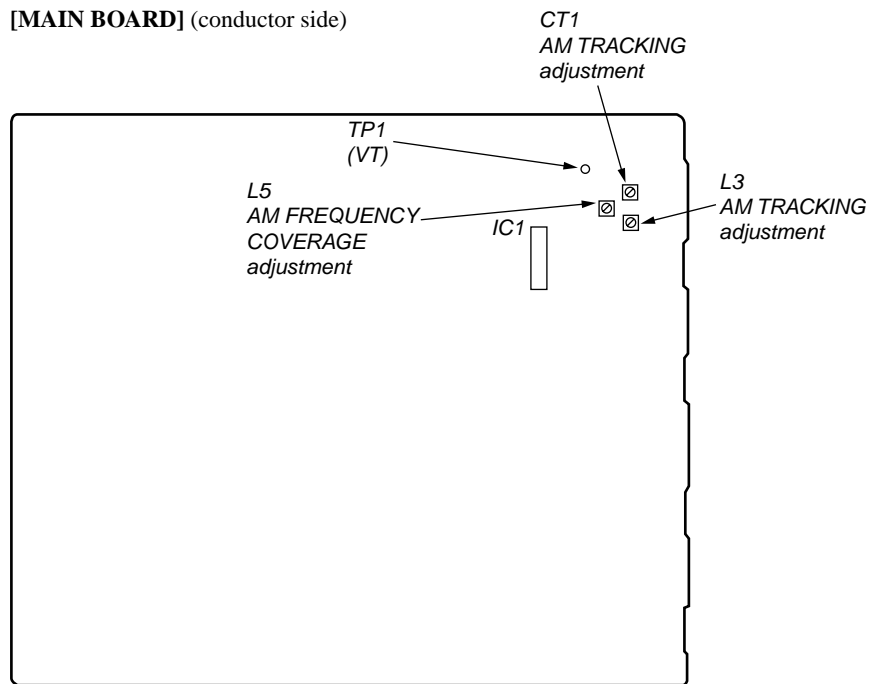 [MAIN BOARD] (conductor side)
CT1
AM TRACKING
adjustment
TP1
(VT)
L5
AM FREQUENCY
COVERAGE
adjustment
IC1
L3
AM TRACKING
adjustment